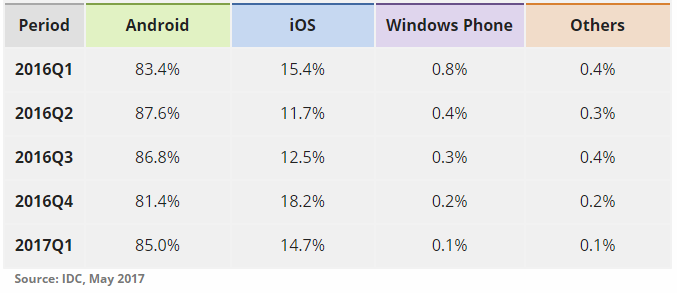 Period Android iOS Windows Phone Others
2016Q1 83.4% 15.4% 0.8% 0.4%
2016Q2 87.6% 11.7% 0.4% 0.3%
2016Q3 86.8% 12.5% 0.3% 0.4%
2016Q4 81.4% 18.2% 0.2% 0.2%
2017Q1 85.0% 14.7% 0.1% 0.1%
Source: IDC, May 2017